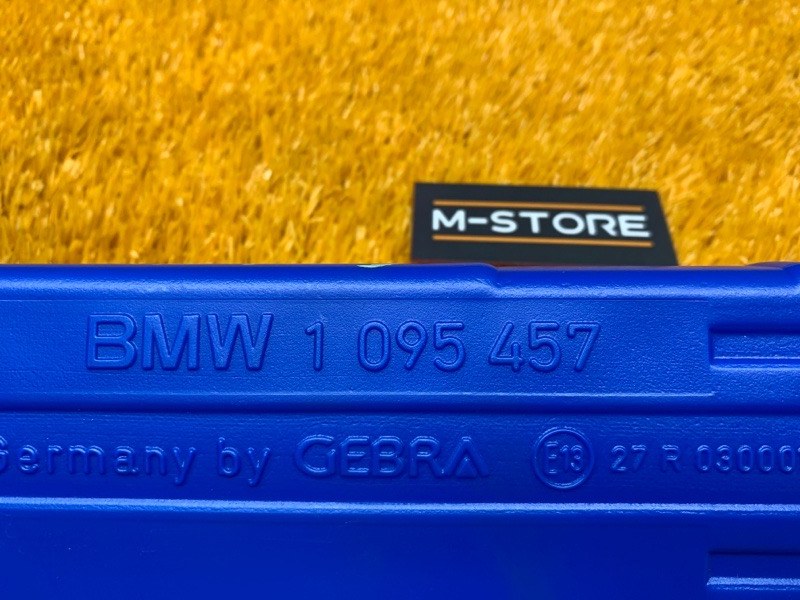 M-STORE
BMW 1 095 457
Germany by GEBRA E13 27 R 03000